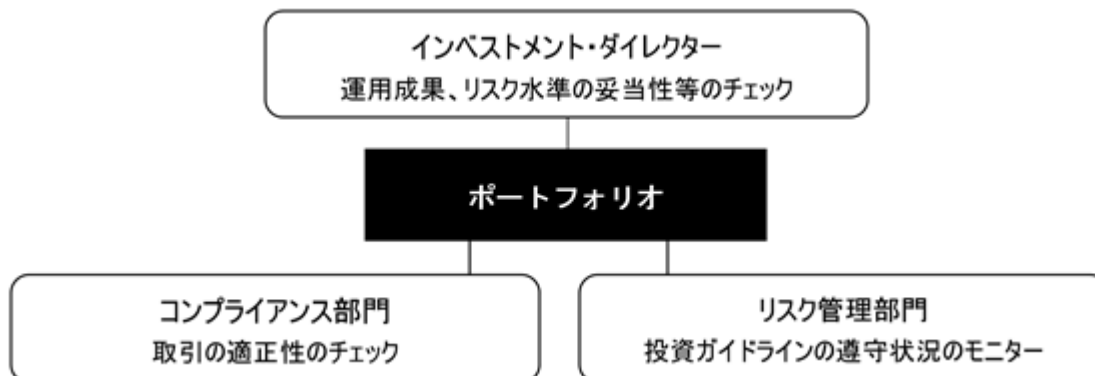 インベストメント・ダイレクター
運用成果、リスク水準の妥当性等のチェック
ポートフォリオ
コンプライアンス部門
取引の適正性のチェック
リスク管理部門
投資ガイドラインの遵守状況のモニター